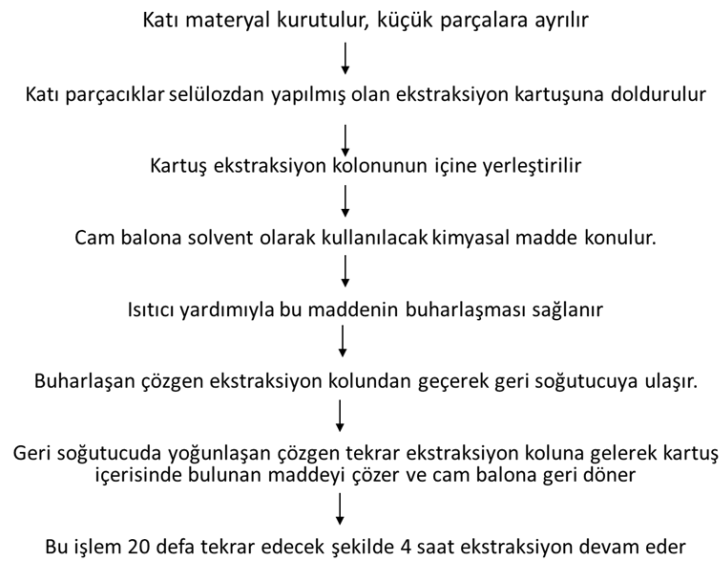 Katı materyal kurutulur, küçük parçalara ayrılır
Katı parçacıklar selülozdan yapılmış olan ekstraksiyon kartuşuna doldurulur
Kartuş ekstraksiyon kolonunun içine yerleştirilir
Cam balona solvent olarak kullanılacak kimyasal madde konulur.
Isıtıcı yardımıyla bu maddenin buharlaşması sağlanır
Buharlaşan çözgen ekstraksiyon kolundan geçerek geri soğutucuya ulaşır.
Geri soğutucuda yoğunlaşan çözgen tekrar ekstraksiyon koluna gelerek kartuş
içerisinde bulunan maddeyi çözer ve cam balona geri döner
Bu işlem 20 defa tekrar edecek şekilde 4 saat ekstraksiyon devam eder